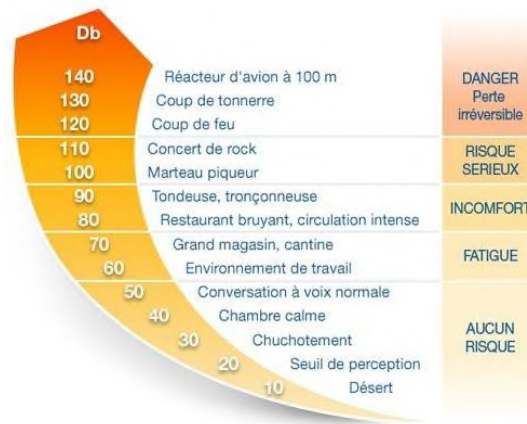 Db
140 Réacteur d'avion à 100 m
130 Coup de tonnerre
120 Coup de feu
DANGER
Perte
irréversible
110 Concert de rock
100 Marteau piqueur
RISQUE
SERIEUX
90 Tondeuse, tronçonneuse
80 Restaurant bruyant, circulation intense
INCOMFORT
70 Grand magasin, cantine
60 Environnement de travail
FATIGUE
50 Conversation à voix normale
40 Chambre calme
30 Chuchotement
20 Seuil de perception
10 Désert
AUCUN
RISQUE